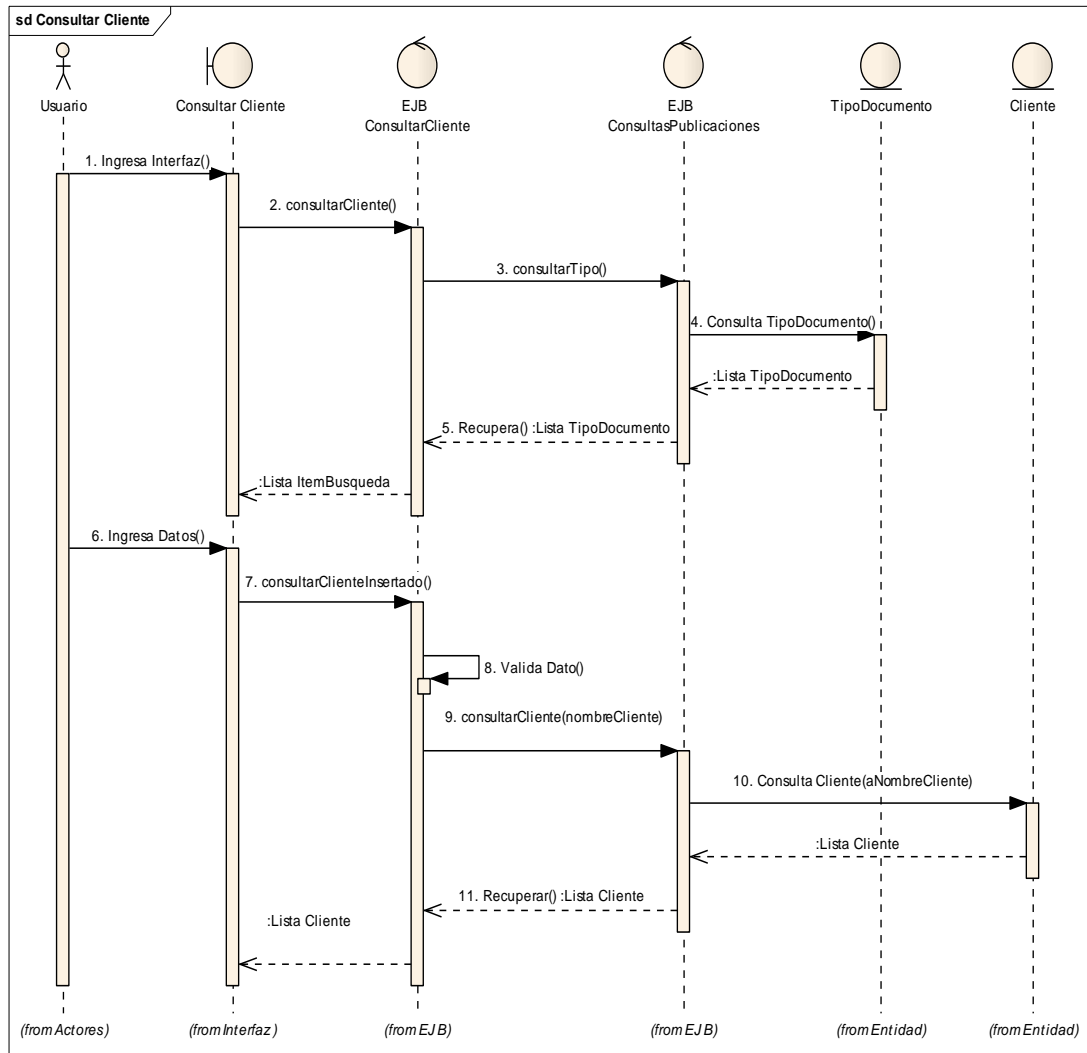 sd Consultar Cliente
Usuario
Consultar Cliente
EJB
ConsultarCliente
EJB
ConsultasPublicaciones
TipoDocumento
Cliente
1. Ingresa Interfaz()
2. consultarCliente()
3. consultarTipo()
4. Consulta TipoDocumento()
:Lista TipoDocumento
5. Recupera() :Lista TipoDocumento
:Lista ItemBusqueda
6. Ingresa Datos()
7. consultarClienteInsertado()
8. Valida Dato()
9. consultarCliente(nombreCliente)
10. Consulta Cliente(aNombreCliente)
:Lista Cliente
11. Recuperar() :Lista Cliente
:Lista Cliente
(from Actores)
(from Interfaz)
(from EJB)
(from EJB)
(from Entidad)
(from Entidad)